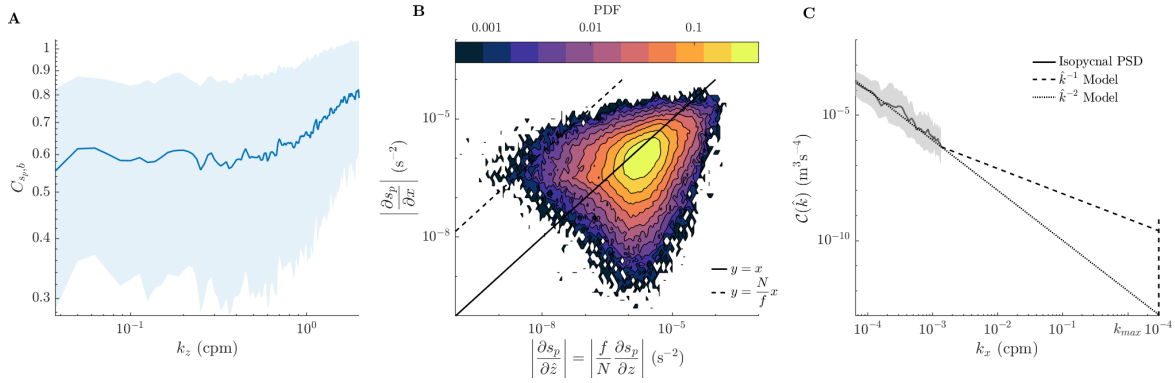 A
1
0.9
0.8
0.7
0.6
0.5
0.4
0.3
C_{s_p,b}
10^{-1}
10^{0}
k_z (cpm)
B
PDF
0.001
0.01
0.1
10^{-5}
10^{-8}
|∂s_p/∂x| (s^{-2})
y = x
y = N/f x
10^{-8}
10^{-5}
|∂s_p/∂ẑ| = |f/N ∂s_p/∂z| (s^{-2})
C
Isopycnal PSD
k̂^{-1} Model
k̂^{-2} Model
10^{-5}
10^{-10}
𝒞(k̂) (m^3 s^{-4})
10^{-4}
10^{-3}
10^{-2}
10^{-1}
k_{max}
10^{-4}
k_x (cpm)